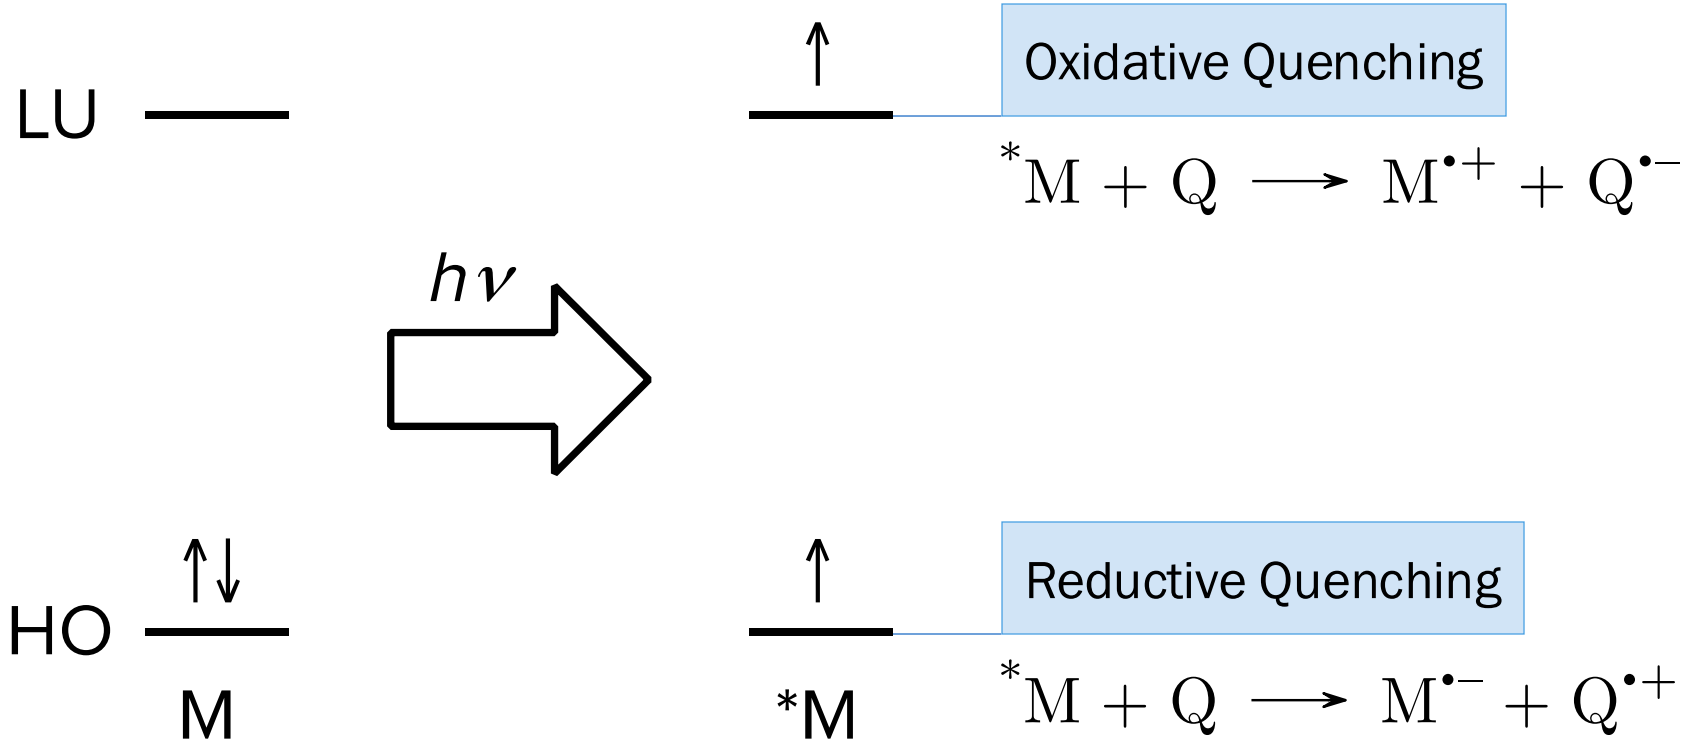 LU
Oxidative Quenching
*M + Q ⟶ M•+ + Q•−
hν
HO
Reductive Quenching
*M + Q ⟶ M•− + Q•+
M
*M